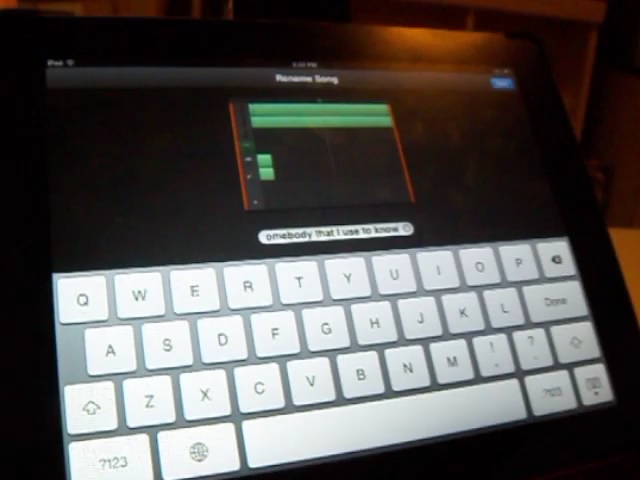 iPad
Rename Song
omebody that I use to know
Q W E R T Y U I O P
A S D F G H J K L Done
Z X C V B N M ! , ? .
?123 .?123